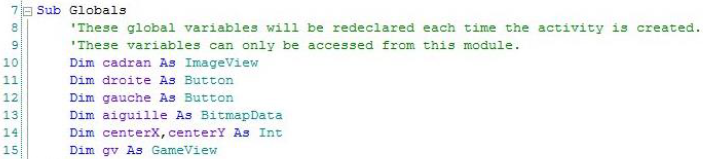 7 Sub Globals
8 'These global variables will be redeclared each time the activity is created.
9 'These variables can only be accessed from this module.
10 Dim cadran As ImageView
11 Dim droite As Button
12 Dim gauche As Button
13 Dim aiguille As BitmapData
14 Dim centerX,centerY As Int
15 Dim gv As GameView